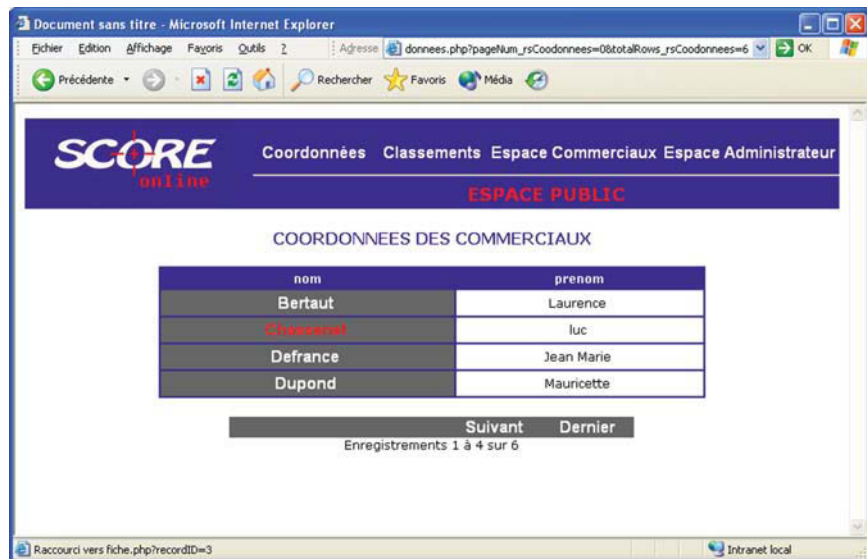 Document sans titre - Microsoft Internet Explorer
Fichier Edition Affichage Favoris Outils ? Adresse donnees.php?pageNum_rsCoodonnees=0&totalRows_rsCoodonnees=6 OK
Précédente Rechercher Favoris Média
SCORE
online
Coordonnées Classements Espace Commerciaux Espace Administrateur
ESPACE PUBLIC
COORDONNEES DES COMMERCIAUX
nom prenom
Bertaut Laurence
Chassenet luc
Defrance Jean Marie
Dupond Mauricette
Suivant Dernier
Enregistrements 1 à 4 sur 6
Raccourci vers fiche.php?recordID=3 Intranet local